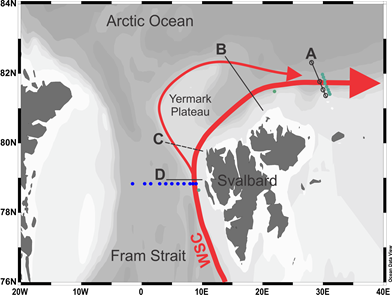 84N
Arctic Ocean
B
A
82N
Yermark
Plateau
C
80N
D
Svalbard
78N
WSC
Fram Strait
76N
20W
10W
0
10E
20E
30E
40E
Ocean Data View